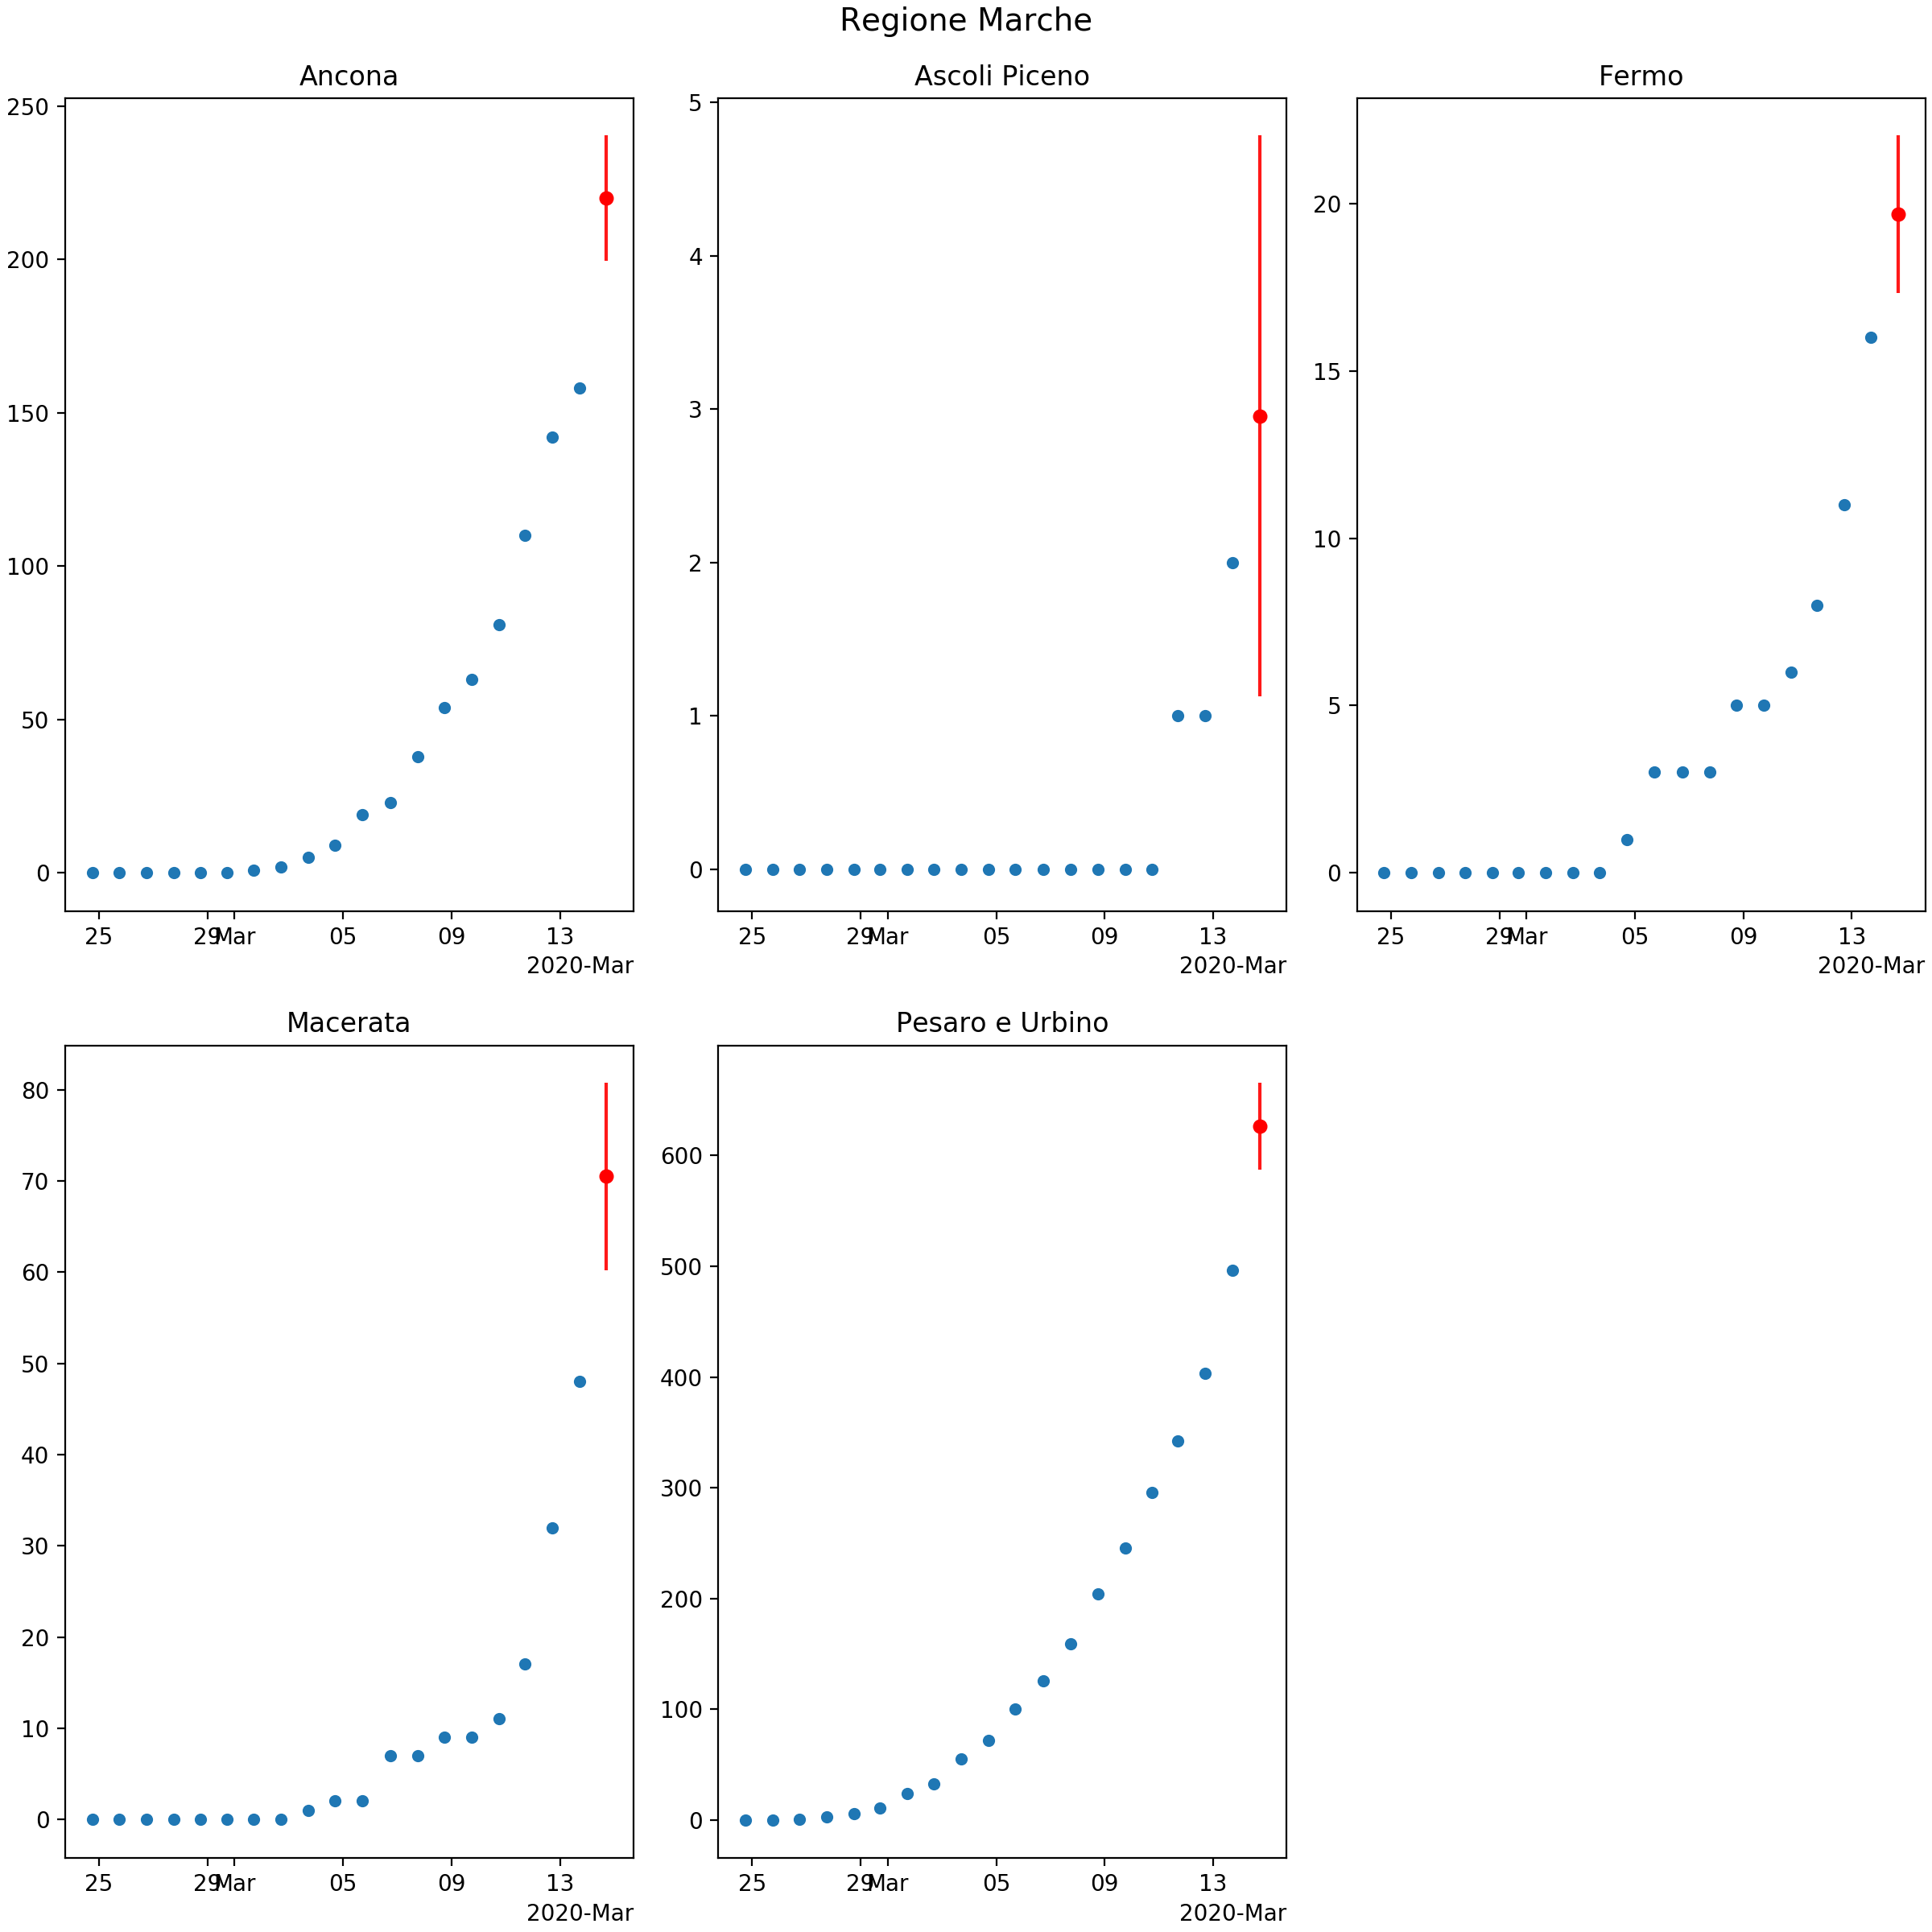 Regione Marche
Ancona
250
200
150
100
50
0
25 29 Mar 05 09 13
2020-Mar
Ascoli Piceno
5
4
3
2
1
0
25 29 Mar 05 09 13
2020-Mar
Fermo
20
15
10
5
0
25 29 Mar 05 09 13
2020-Mar
Macerata
80
70
60
50
40
30
20
10
0
25 29 Mar 05 09 13
2020-Mar
Pesaro e Urbino
600
500
400
300
200
100
0
25 29 Mar 05 09 13
2020-Mar